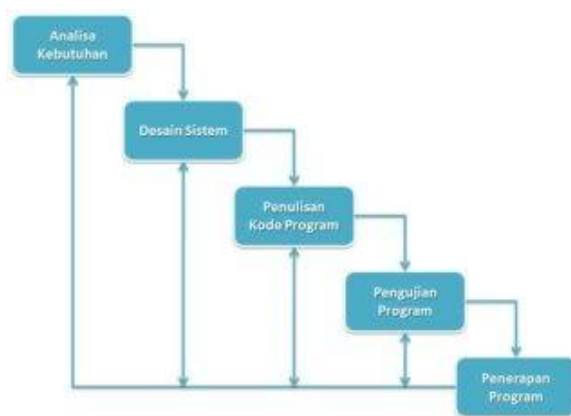 Analisa
Kebutuhan
Desain Sistem
Penulisan
Kode Program
Pengujian
Program
Penerapan
Program